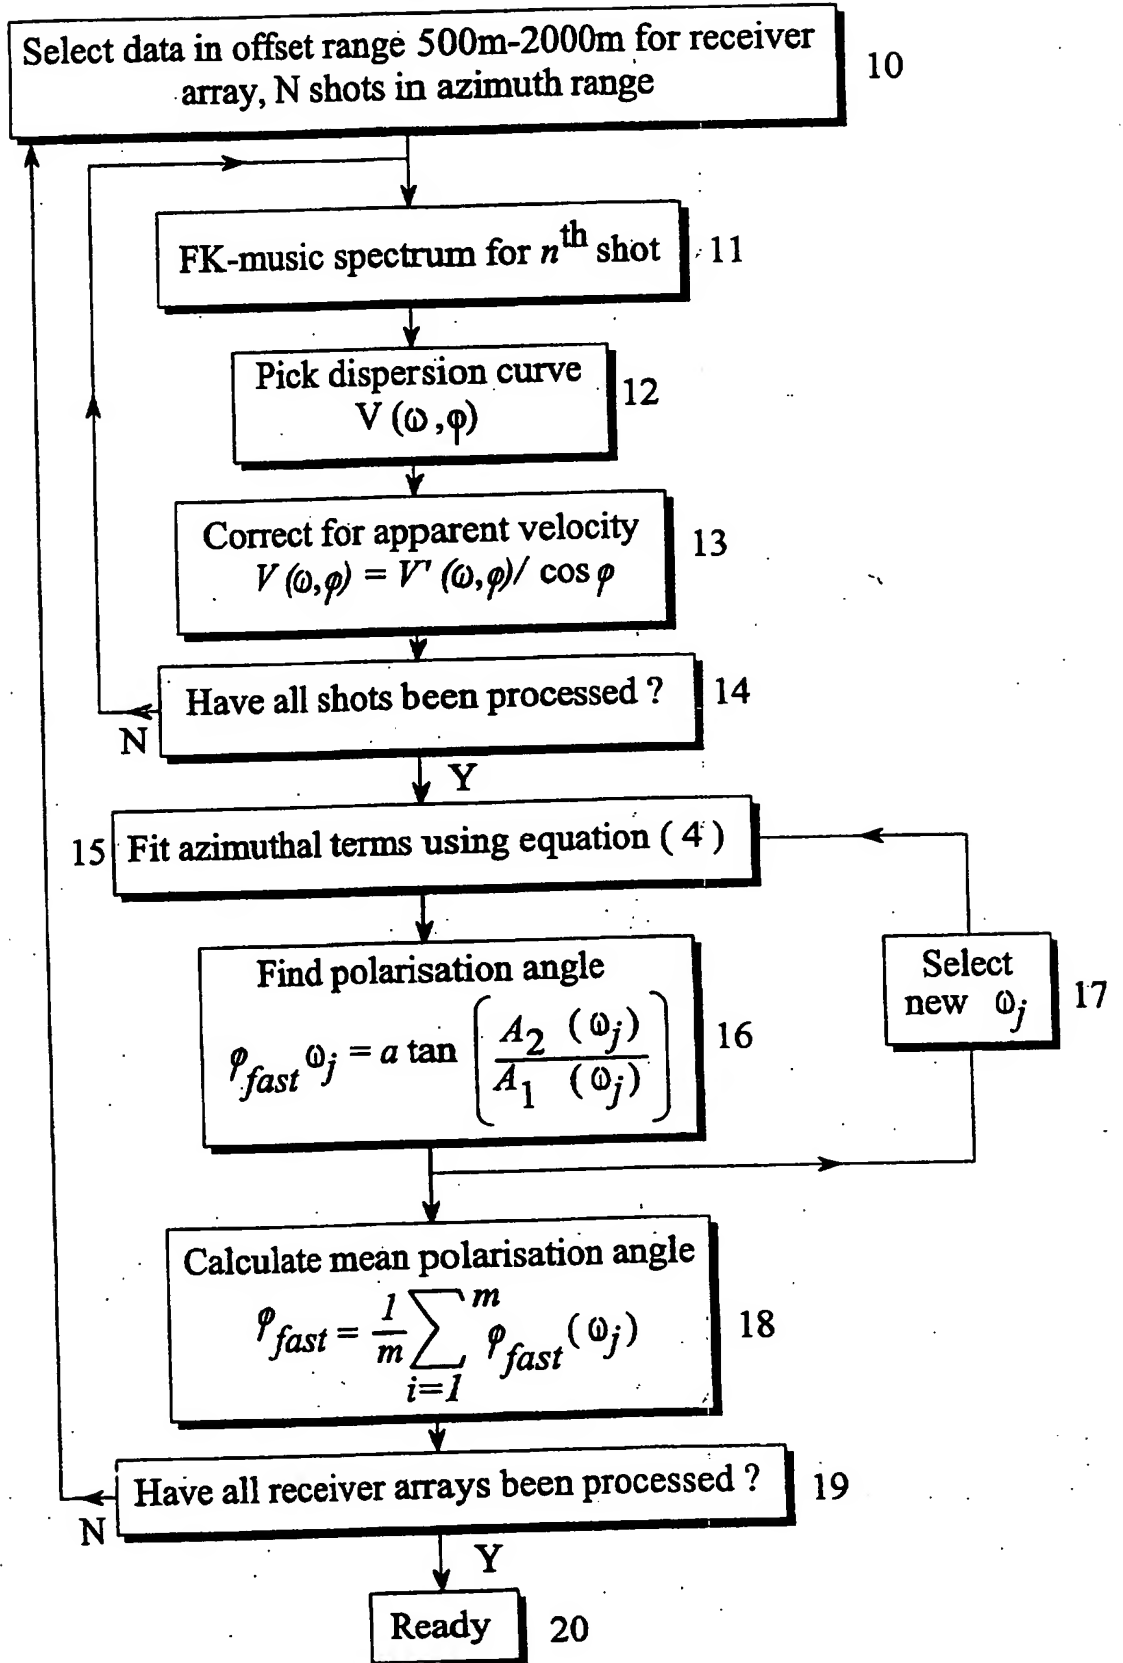 Select data in offset range 500m-2000m for receiver
array, N shots in azimuth range
10
FK-music spectrum for nth shot
11
Pick dispersion curve
V (ω,φ)
12
Correct for apparent velocity
V (ω,φ) = V' (ω,φ)/ cos φ
13
Have all shots been processed ?
14
N
Y
15
Fit azimuthal terms using equation ( 4 )
Find polarisation angle
φfast ωj = a tan ( A2 (ωj) / A1 (ωj) )
16
Select
new ωj
17
Calculate mean polarisation angle
φfast = 1/m ∑ m i=1 φfast (ωj)
18
Have all receiver arrays been processed ?
19
N
Y
Ready
20